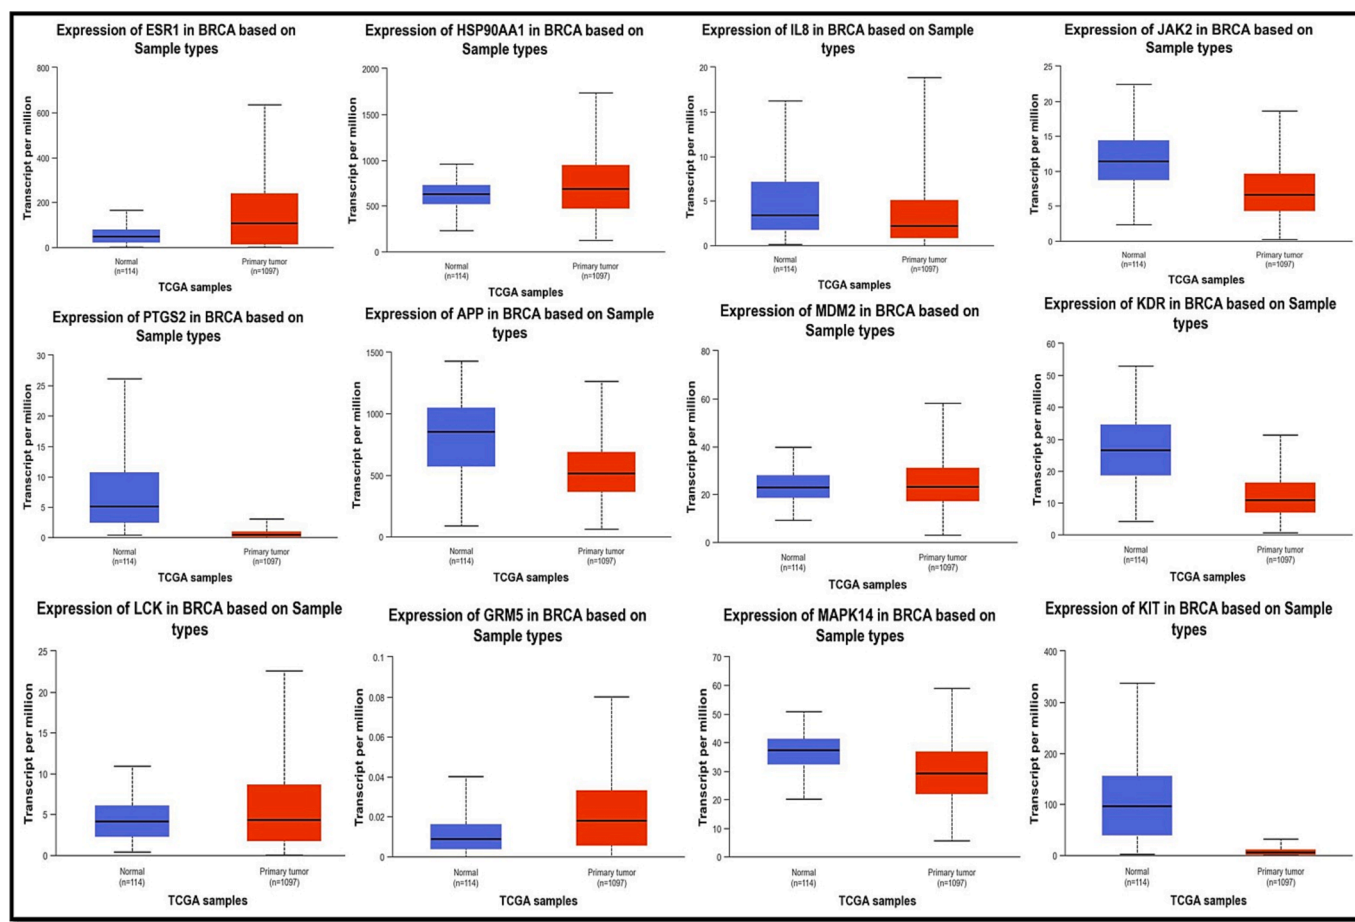 Expression of ESR1 in BRCA based on
Sample types
Transcript per million
800
600
400
200
0
Normal
(n=114)
Primary tumor
(n=1097)
TCGA samples
Expression of HSP90AA1 in BRCA based on
Sample types
Transcript per million
2000
1500
1000
500
0
Normal
(n=114)
Primary tumor
(n=1097)
TCGA samples
Expression of IL8 in BRCA based on Sample
types
Transcript per million
20
15
10
5
0
Normal
(n=114)
Primary tumor
(n=1097)
TCGA samples
Expression of JAK2 in BRCA based on
Sample types
Transcript per million
25
20
15
10
5
0
Normal
(n=114)
Primary tumor
(n=1097)
TCGA samples
Expression of PTGS2 in BRCA based on
Sample types
Transcript per million
30
25
20
15
10
5
0
Normal
(n=114)
Primary tumor
(n=1097)
TCGA samples
Expression of APP in BRCA based on Sample
types
Transcript per million
1500
1000
500
0
Normal
(n=114)
Primary tumor
(n=1097)
TCGA samples
Expression of MDM2 in BRCA based on
Sample types
Transcript per million
80
60
40
20
0
Normal
(n=114)
Primary tumor
(n=1097)
TCGA samples
Expression of KDR in BRCA based on Sample
types
Transcript per million
60
50
40
30
20
10
0
Normal
(n=114)
Primary tumor
(n=1097)
TCGA samples
Expression of LCK in BRCA based on Sample
types
Transcript per million
25
20
15
10
5
0
Normal
(n=114)
Primary tumor
(n=1097)
TCGA samples
Expression of GRM5 in BRCA based on
Sample types
Transcript per million
0.1
0.08
0.06
0.04
0.02
0
Normal
(n=114)
Primary tumor
(n=1097)
TCGA samples
Expression of MAPK14 in BRCA based on
Sample types
Transcript per million
70
60
50
40
30
20
10
0
Normal
(n=114)
Primary tumor
(n=1097)
TCGA samples
Expression of KIT in BRCA based on Sample
types
Transcript per million
400
300
200
100
0
Normal
(n=114)
Primary tumor
(n=1097)
TCGA samples